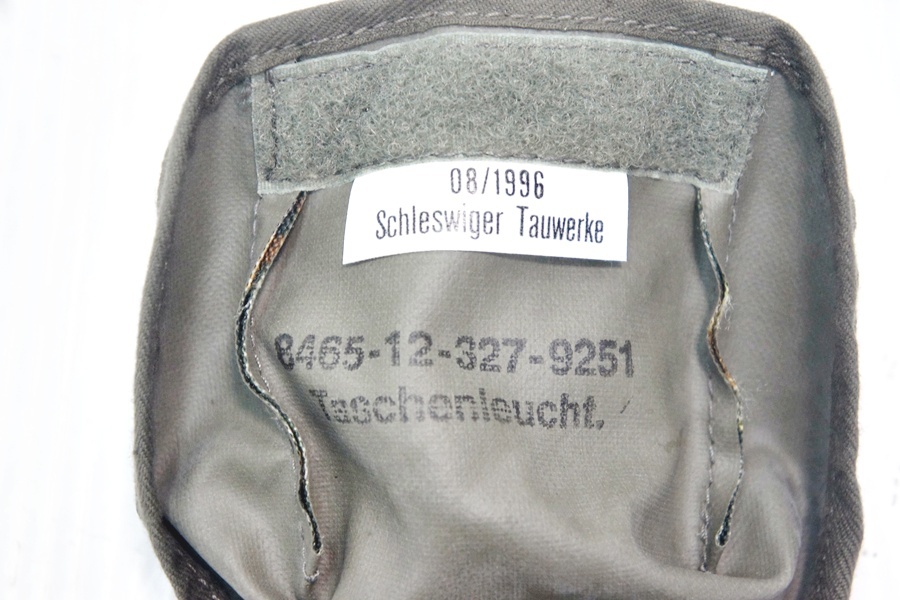 08/1996
Schleswiger Tauwerke
8465-12-327-9251
Taschenleucht.